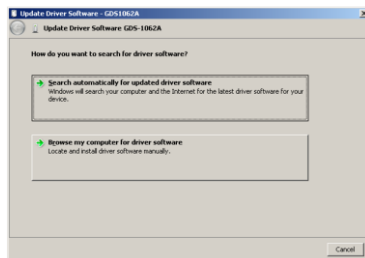 Update Driver Software - GDS1062A
Update Driver Software GDS-1062A
How do you want to search for driver software?
Search automatically for updated driver software
Windows will search your computer and the Internet for the latest driver software for your
device.
Browse my computer for driver software
Locate and install driver software manually.
Cancel